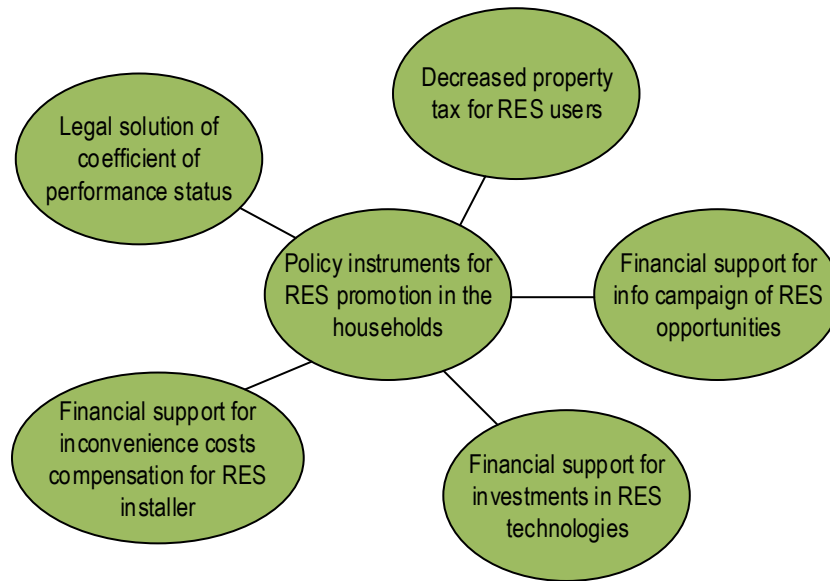 Decreased property
tax for RES users
Legal solution of
coefficient of
performance status
Policy instruments for
RES promotion in the
households
Financial support for
info campaign of RES
opportunities
Financial support for
inconvenience costs
compensation for RES
installer
Financial support for
investments in RES
technologies